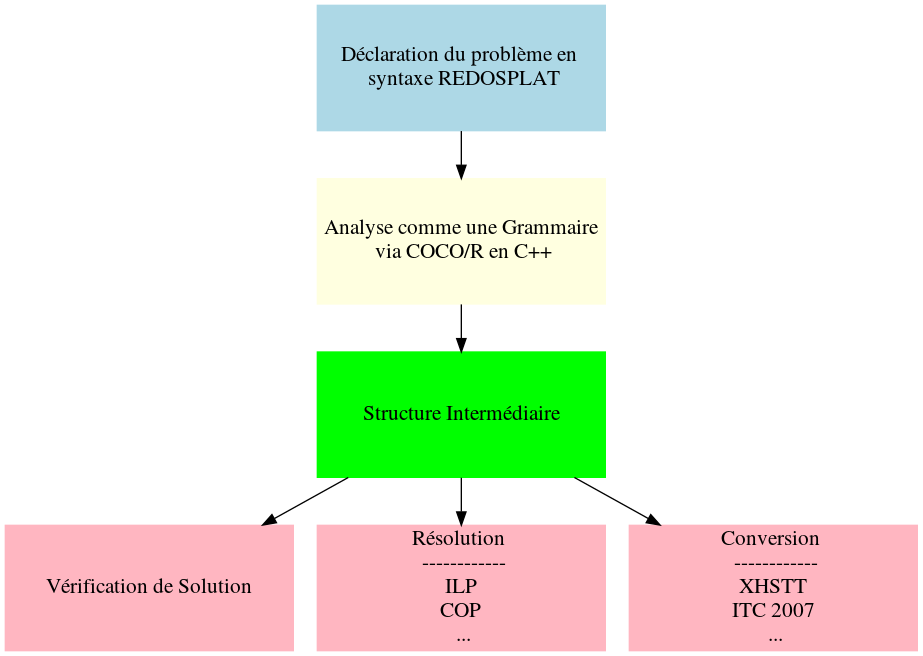 Déclaration du problème en
syntaxe REDOSPLAT
Analyse comme une Grammaire
via COCO/R en C++
Structure Intermédiaire
Vérification de Solution
Résolution
------------
ILP
COP
...
Conversion
------------
XHSTT
ITC 2007
...